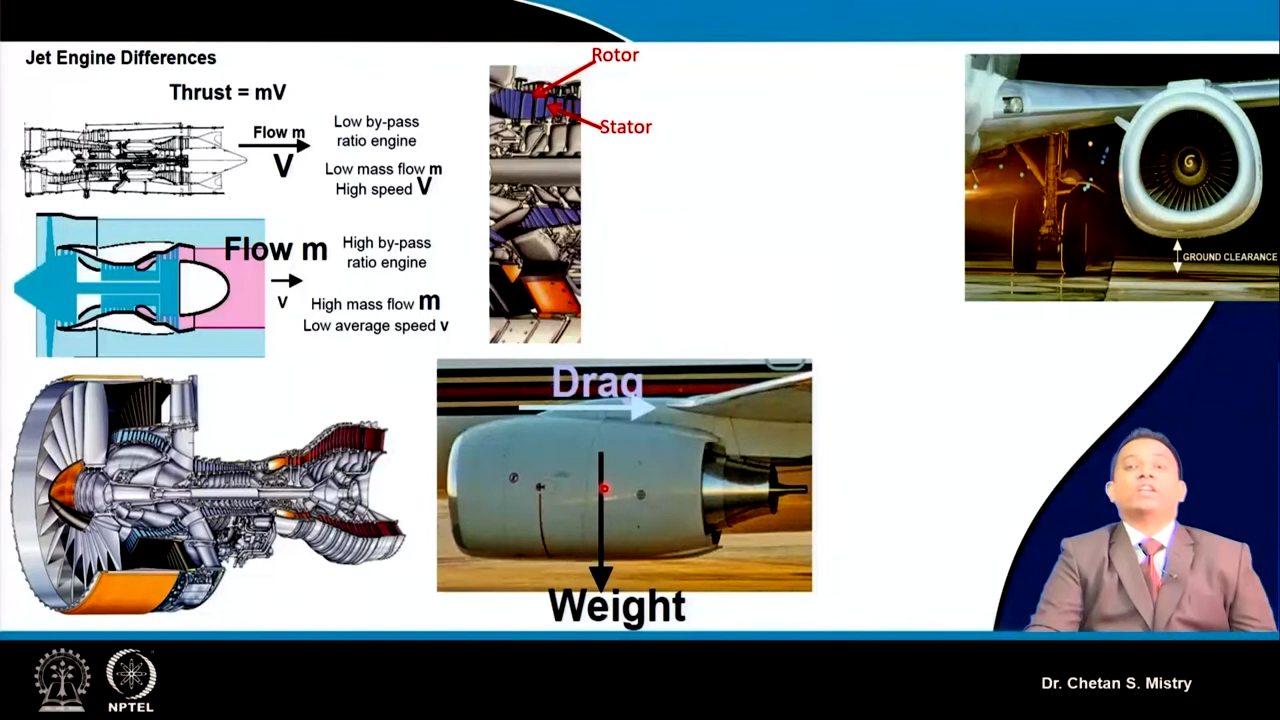 Jet Engine Differences
Thrust = mV
Flow m
V
Low by-pass
ratio engine
Low mass flow m
High speed V
Flow m
v
High by-pass
ratio engine
High mass flow m
Low average speed v
Rotor
Stator
GROUND CLEARANCE
Drag
Weight
NPTEL
Dr. Chetan S. Mistry